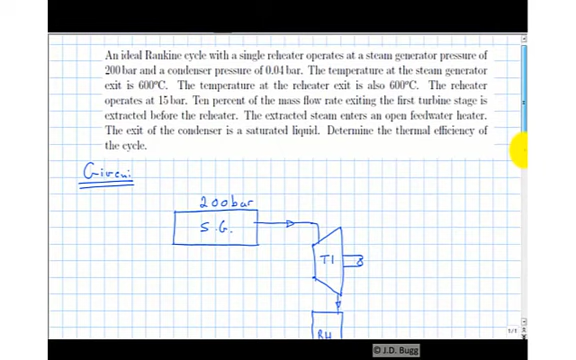 An ideal Rankine cycle with a single reheater operates at a steam generator pressure of
200 bar and a condenser pressure of 0.04 bar. The temperature at the steam generator
exit is 600°C. The temperature at the reheater exit is also 600°C. The reheater
operates at 15 bar. Ten percent of the mass flow rate exiting the first turbine stage is
extracted before the reheater. The extracted steam enters an open feedwater heater.
The exit of the condenser is a saturated liquid. Determine the thermal efficiency of
the cycle.
Given:
200bar
S.G.
T1
RH
1/1
© J.D. Bugg